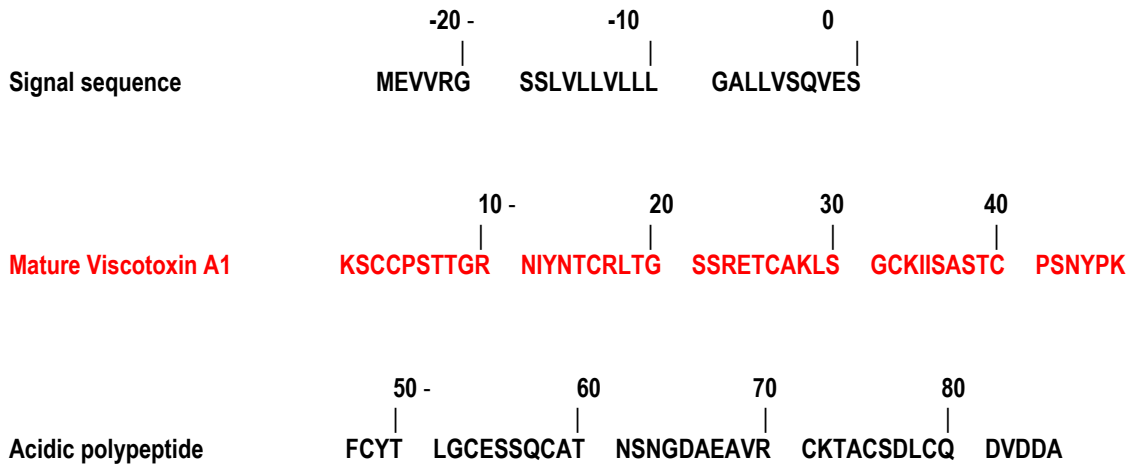 -20 - -10 0
Signal sequence MEVVRG SSLVLLVLLL GALLVSQVES
10 - 20 30 40
Mature Viscotoxin A1 KSCCPSTTGR NIYNTCRLTG SSRETCAKLS GCKIISASTC PSNYPK
50 - 60 70 80
Acidic polypeptide FCYT LGCESSQCAT NSNGDAEAVR CKTACSDLCQ DVDDA